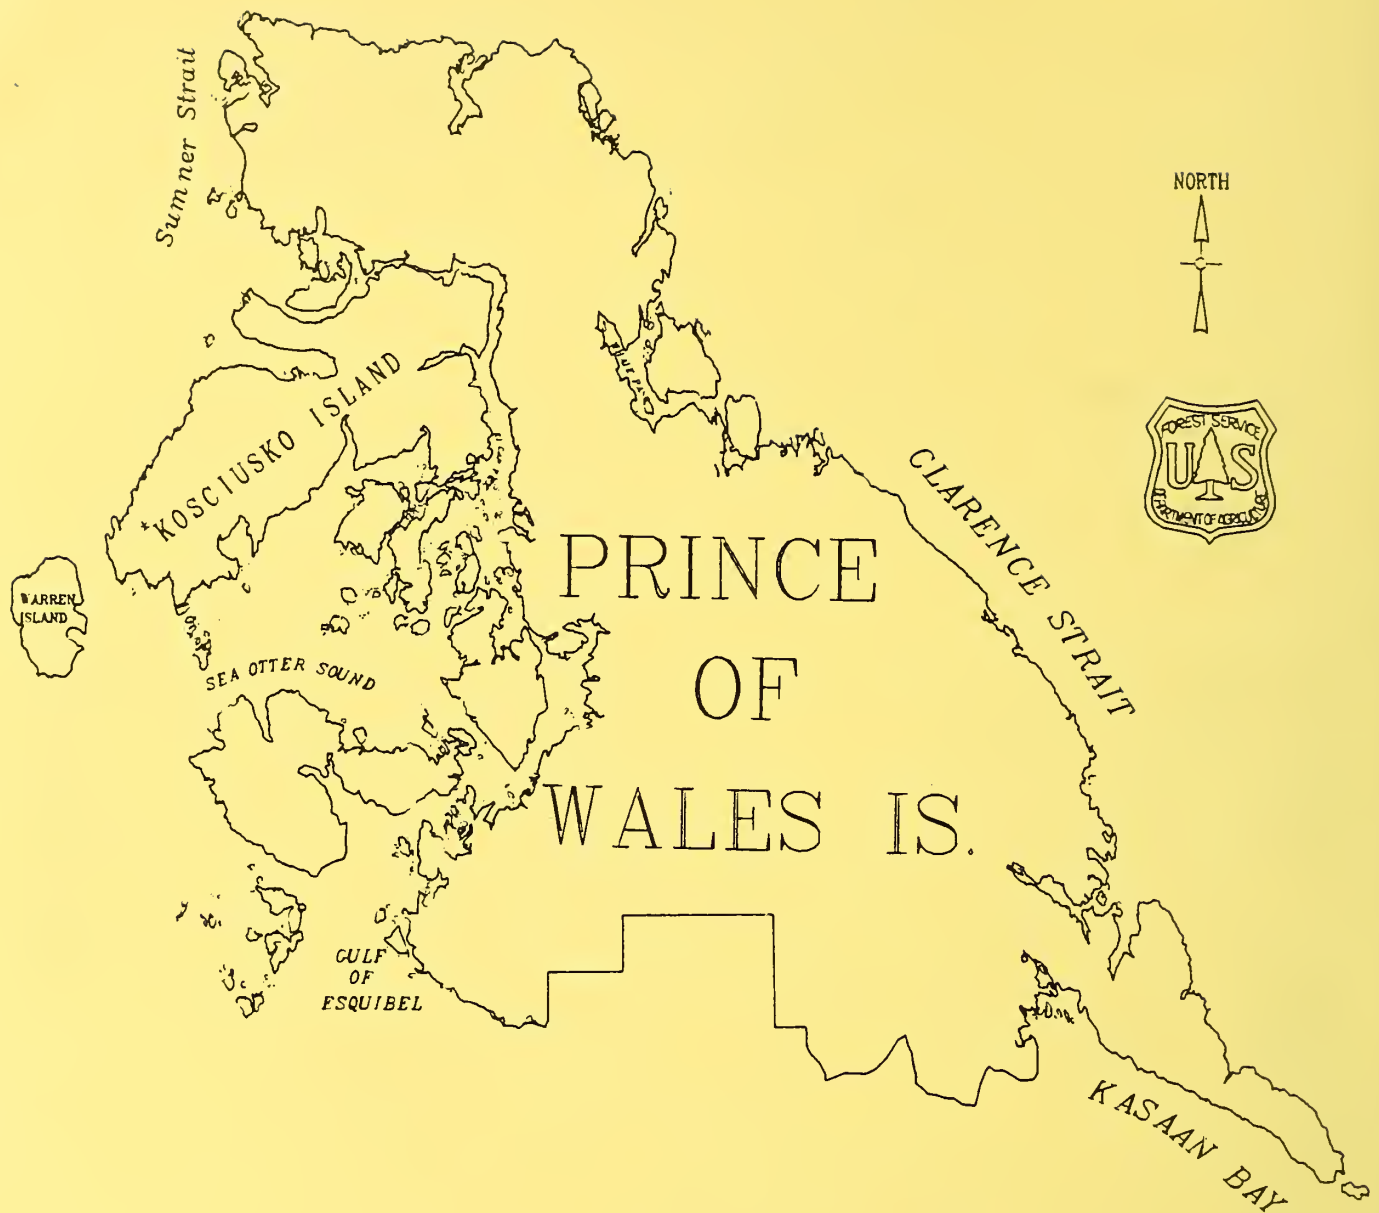 Sumner Strait
NORTH
*KOSCIUSKO ISLAND
CLARENCE STRAIT
FOREST SERVICE
U S
DEPARTMENT OF AGRICULTURE
WARREN
ISLAND
SEA OTTER SOUND
PRINCE
OF
WALES IS.
GULF
OF
ESQUIBEL
KASAAN BAY